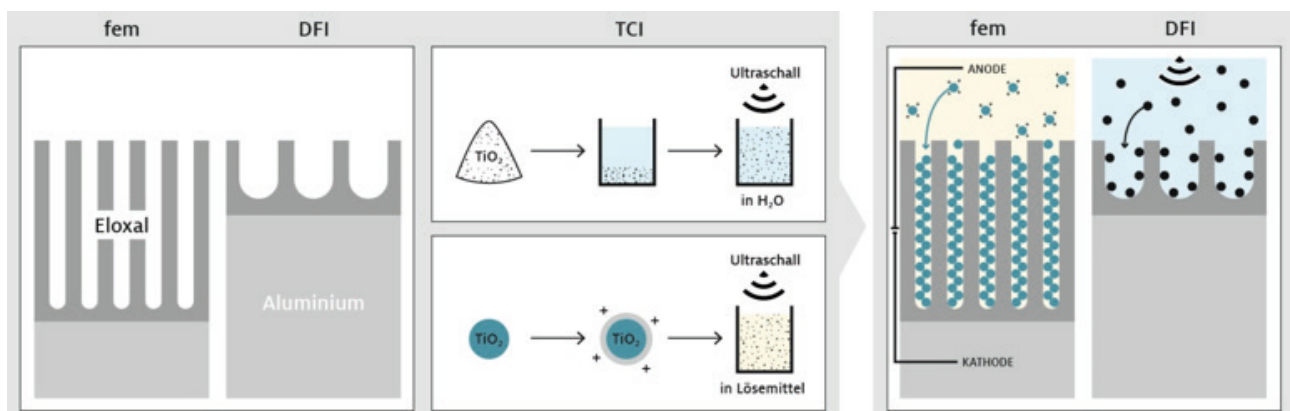 fem
DFI
TCI
fem
DFI
Eloxal
Aluminium
TiO₂
Ultraschall
in H₂O
TiO₂
+
+
TiO₂
+
+
Ultraschall
in Lösemittel
ANODE
KATHODE